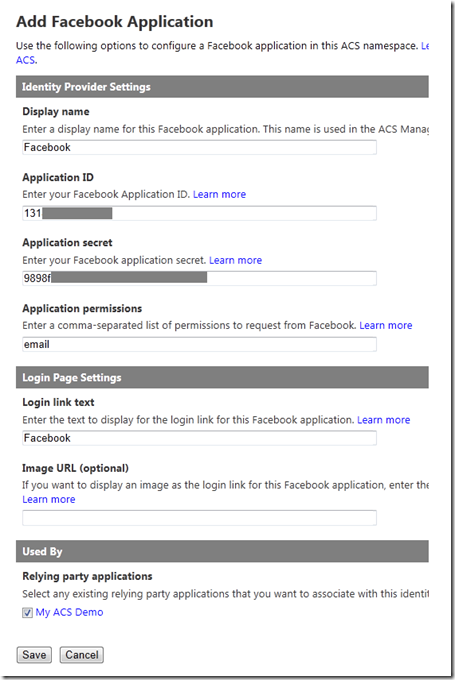 Add Facebook Application
Use the following options to configure a Facebook application in this ACS namespace. Le
ACS.
Identity Provider Settings
Display name
Enter a display name for this Facebook application. This name is used in the ACS Manag
Facebook
Application ID
Enter your Facebook Application ID. Learn more
131
Application secret
Enter your Facebook application secret. Learn more
9898f
Application permissions
Enter a comma-separated list of permissions to request from Facebook. Learn more
email
Login Page Settings
Login link text
Enter the text to display for the login link for this Facebook application. Learn more
Facebook
Image URL (optional)
If you want to display an image as the login link for this Facebook application, enter the
Learn more
Used By
Relying party applications
Select any existing relying party applications that you want to associate with this identit
My ACS Demo
Save Cancel